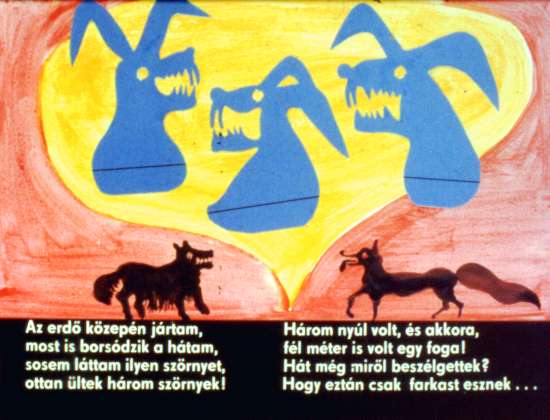 Az erdő közepén jártam,
most is borsódzik a hátam,
sosem láttam ilyen szörnyet,
ottan ültek három szörnyek!
Három nyúl volt, és akkora,
fél méter is volt egy foga!
Hát még miről beszélgettek?
Hogy eztán csak farkast esznek . . .